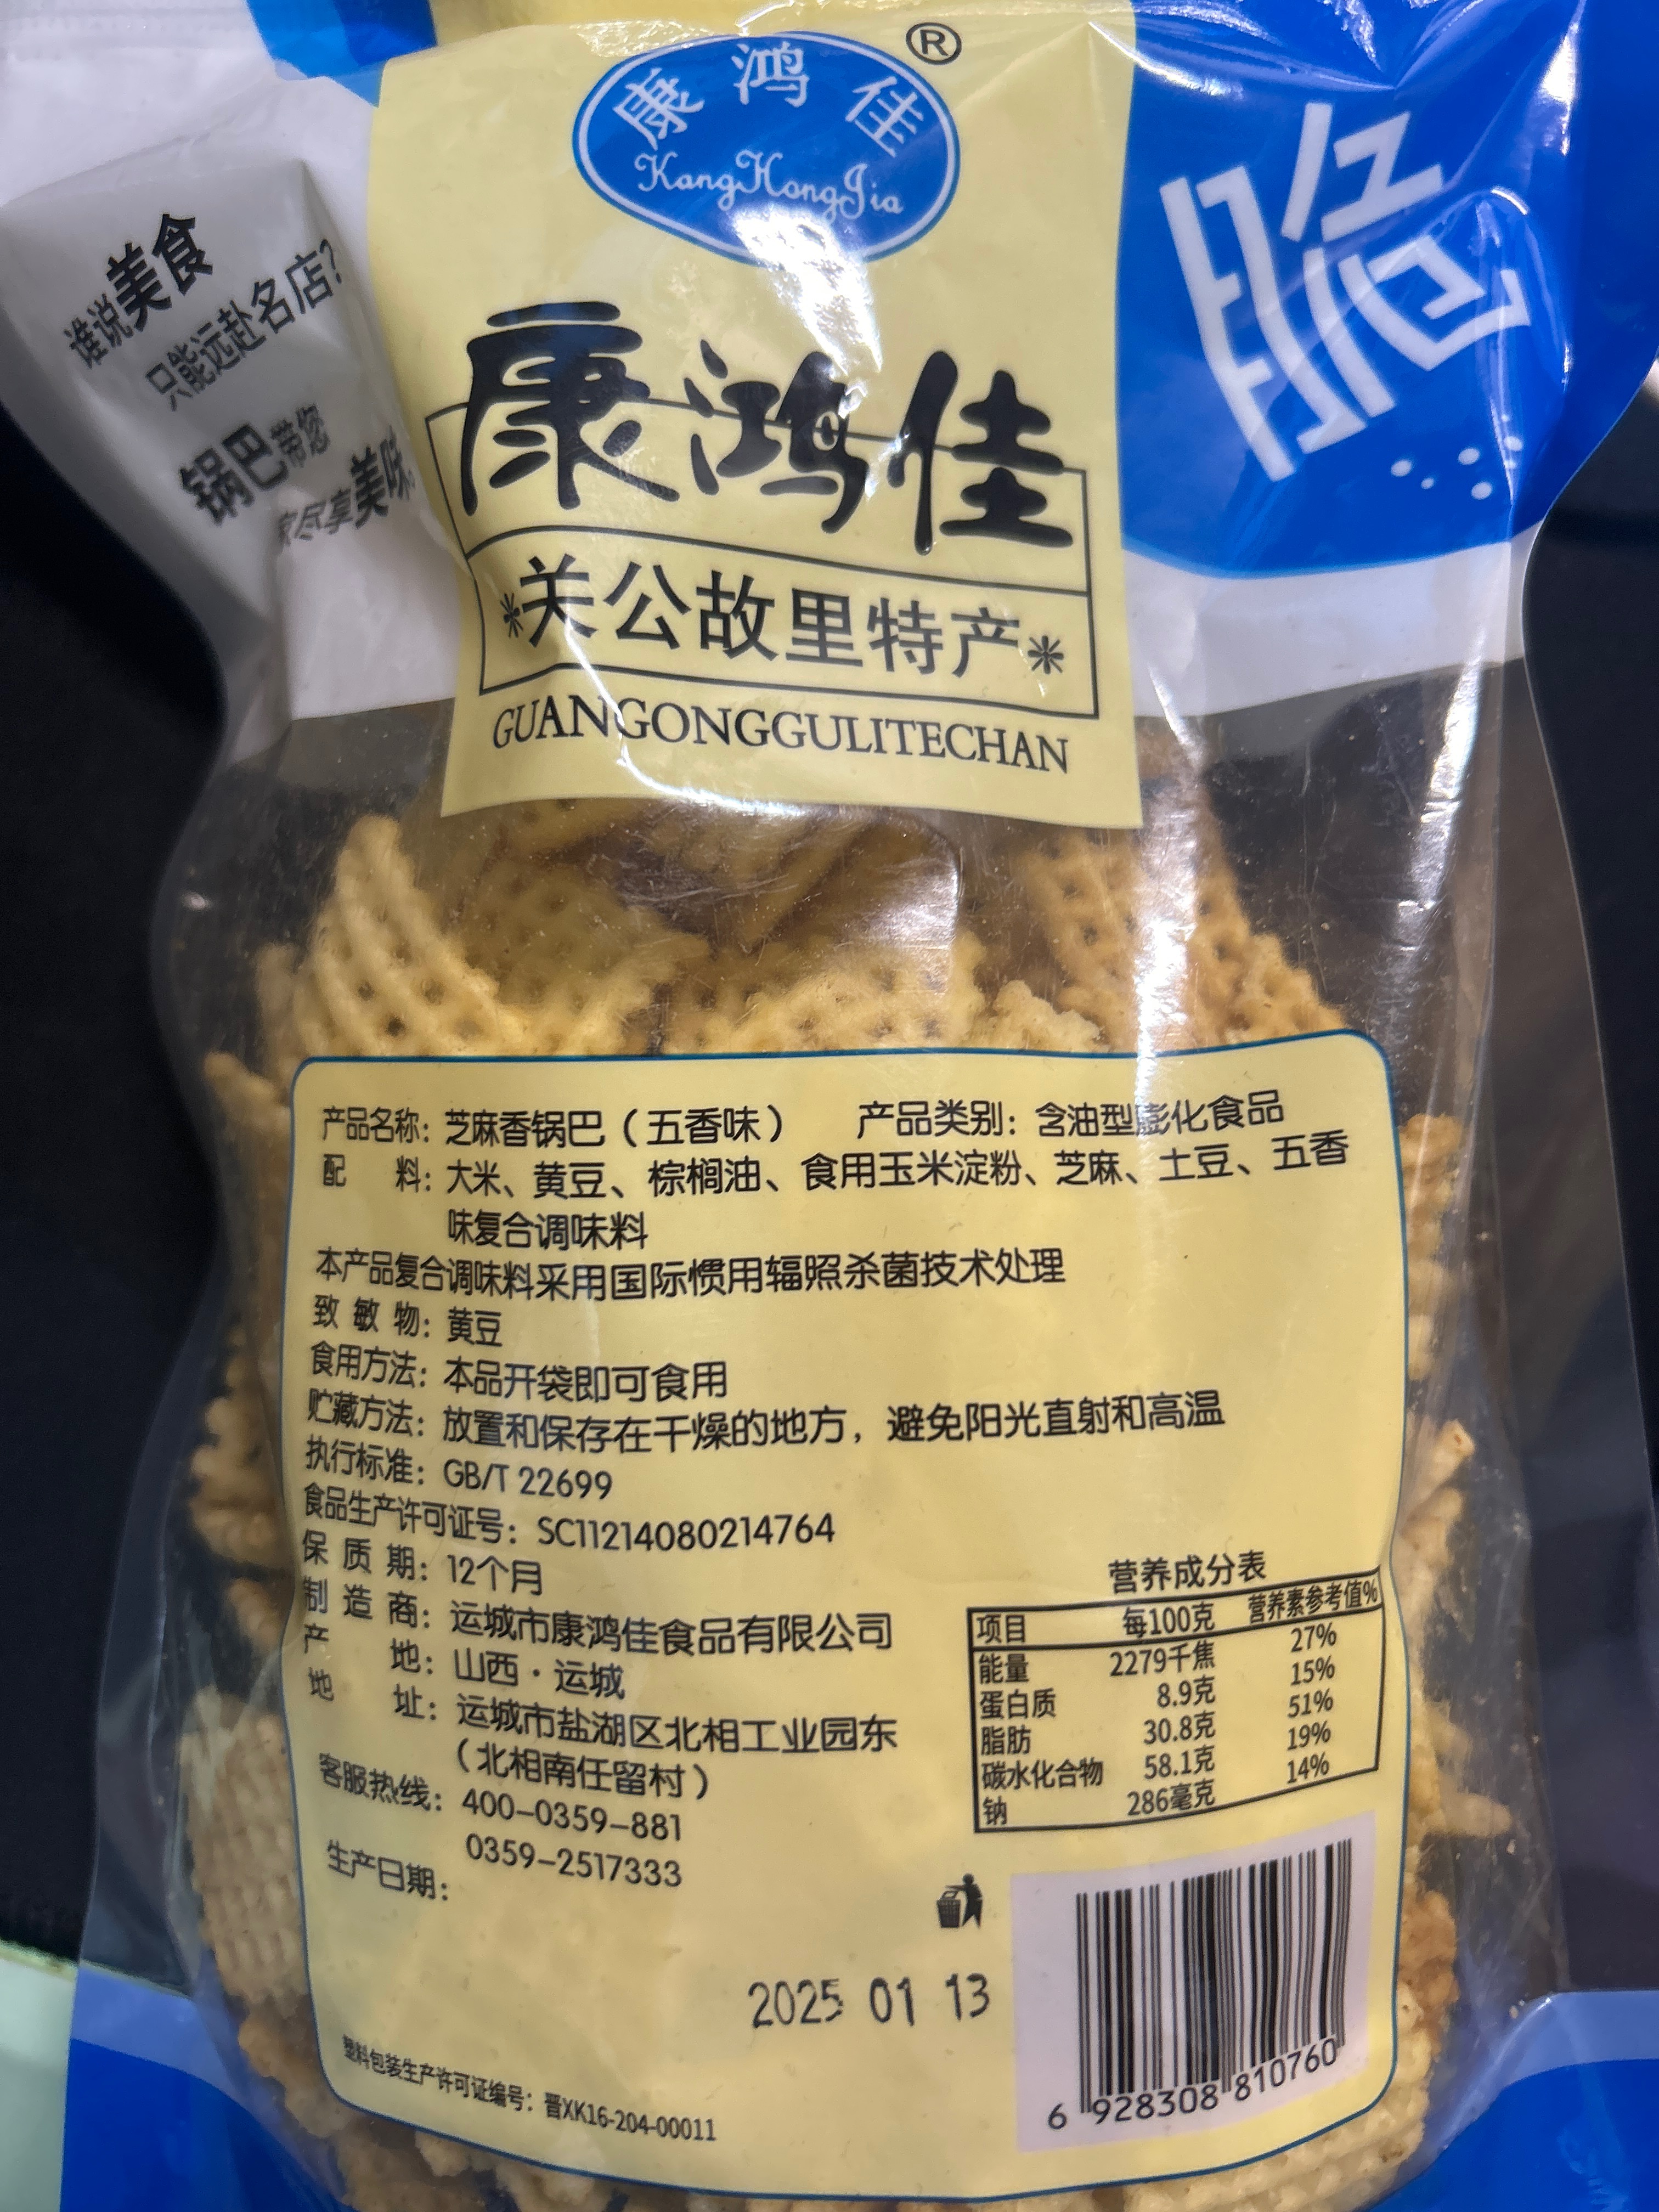 康鸿佳
®
KangHongJia
脆
谁说美食
只能远赴名店?
锅巴带您
家尽享美味
康鸿佳
*关公故里特产*
GUANGONGGULITECHAN
产品名称：芝麻香锅巴（五香味） 产品类别：含油型膨化食品
配 料：大米、黄豆、棕榈油、食用玉米淀粉、芝麻、土豆、五香
味复合调味料
本产品复合调味料采用国际惯用辐照杀菌技术处理
致 敏 物：黄豆
食用方法：本品开袋即可食用
贮藏方法：放置和保存在干燥的地方，避免阳光直射和高温
执行标准：GB/T 22699
食品生产许可证号：SC11214080214764
保 质 期：12个月
制 造 商：运城市康鸿佳食品有限公司
产 地：山西·运城
地 址：运城市盐湖区北相工业园东
（北相南任留村）
客服热线：400-0359-881
0359-2517333
生产日期：
营养成分表
项目 每100克 营养素参考值%
能量 2279千焦 27%
蛋白质 8.9克 15%
脂肪 30.8克 51%
碳水化合物 58.1克 19%
钠 286毫克 14%
2025 01 13
6 928308 810760
塑料包装生产许可证编号：晋XK16-204-00011